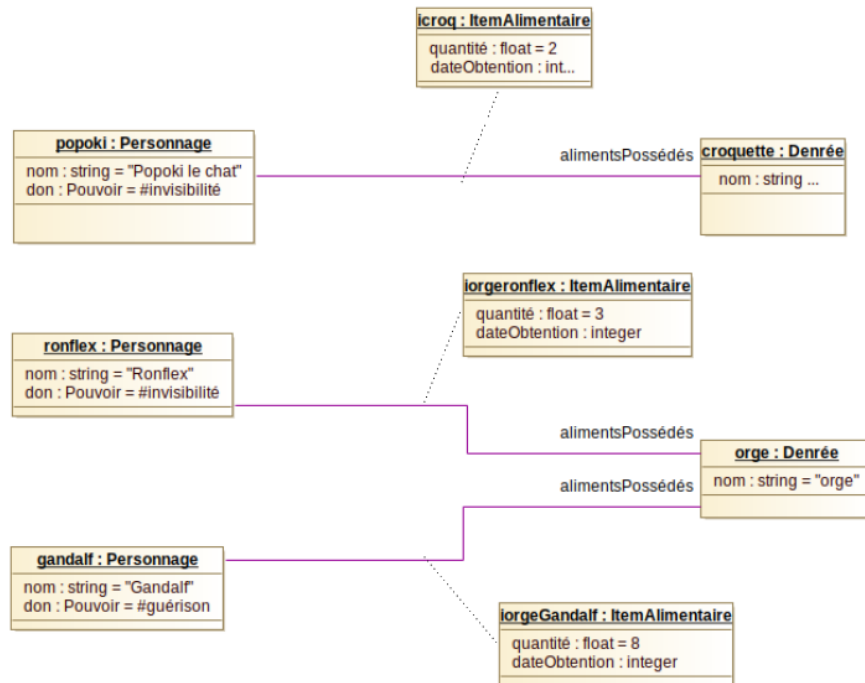 icroq : ItemAlimentaire
quantité : float = 2
dateObtention : int...
popoki : Personnage
nom : string = "Popoki le chat"
don : Pouvoir = #invisibilité
alimentsPossédés
croquette : Denrée
nom : string ...
iorgeronflex : ItemAlimentaire
quantité : float = 3
dateObtention : integer
ronflex : Personnage
nom : string = "Ronflex"
don : Pouvoir = #invisibilité
alimentsPossédés
orge : Denrée
nom : string = "orge"
alimentsPossédés
gandalf : Personnage
nom : string = "Gandalf"
don : Pouvoir = #guérison
iorgeGandalf : ItemAlimentaire
quantité : float = 8
dateObtention : integer